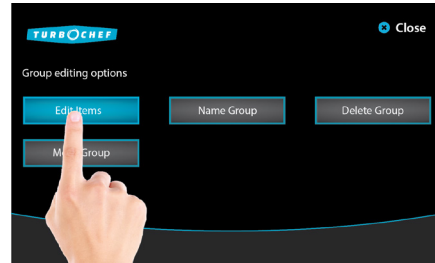 TURBOCHEF
Close
Group editing options
Edit Items
Name Group
Delete Group
Group